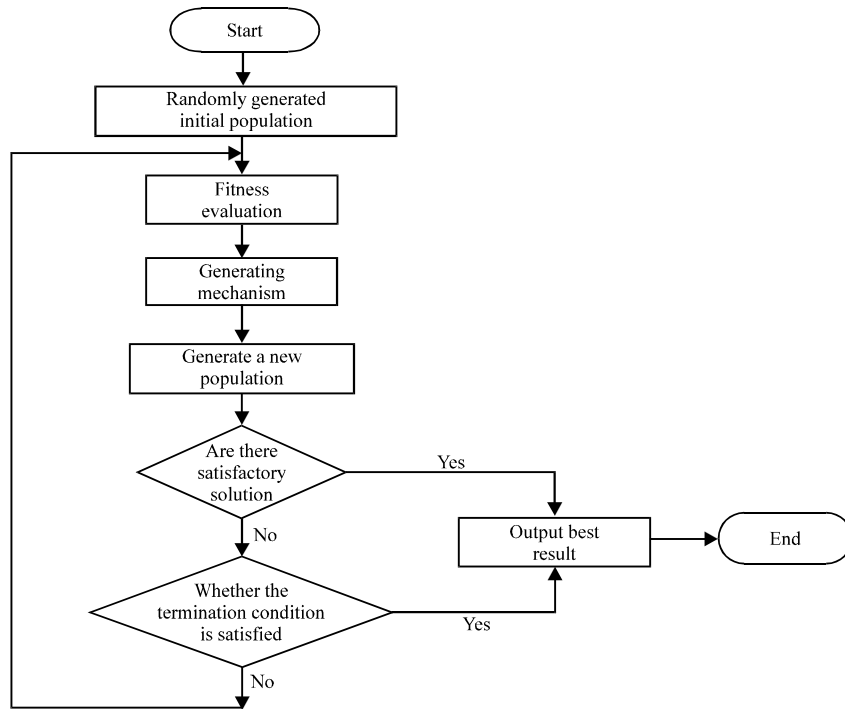 Start
Randomly generated
initial population
Fitness
evaluation
Generating
mechanism
Generate a new
population
Are there
satisfactory
solution
Yes
No
Output best
result
End
Whether the
termination condition
is satisfied
Yes
No